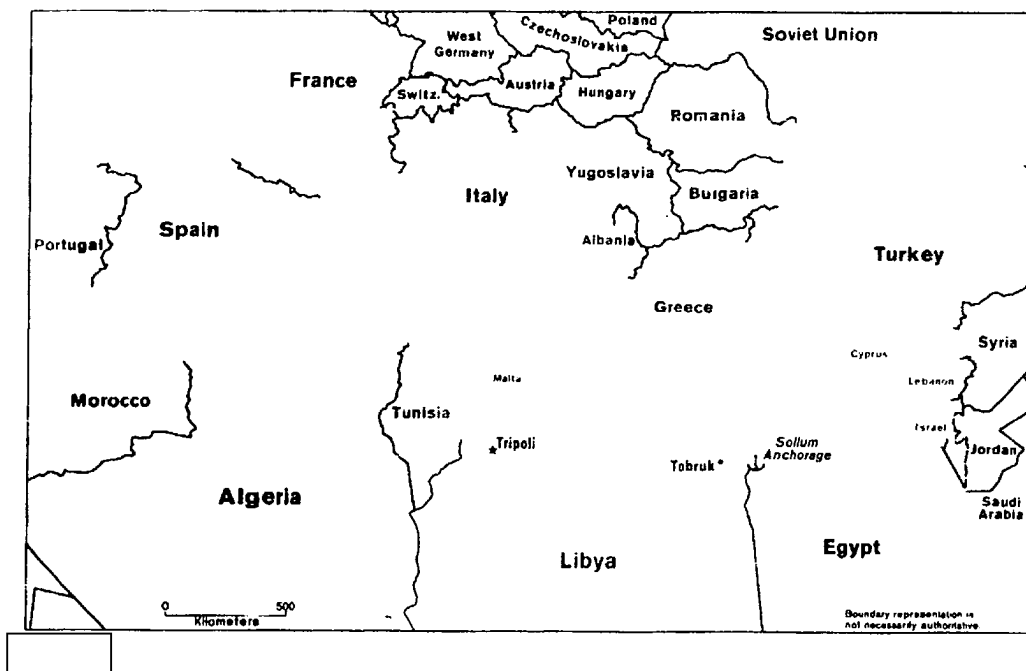 Poland
Czechoslovakia
West
Germany
Soviet Union
France
Switz.
Austria
Hungary
Romania
Yugoslavia
Italy
Bulgaria
Portugal
Spain
Albania
Turkey
Greece
Cyprus
Syria
Lebanon
Malta
Morocco
Tunisia
Israel
Tripoli
Sollum
Anchorage
Jordan
Tobruk
Algeria
Saudi
Arabia
Egypt
Libya
0 500
Kilometers
Boundary representation is
not necessarily authoritative